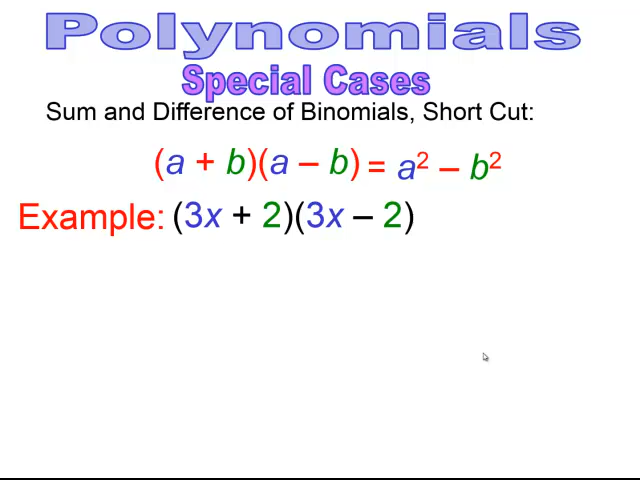 Polynomials
Special Cases
Sum and Difference of Binomials, Short Cut:
(a + b)(a – b) = a² – b²
Example: (3x + 2)(3x – 2)